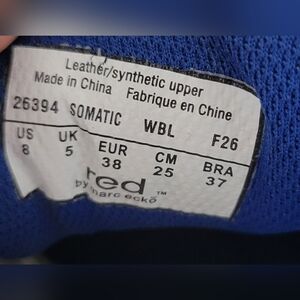 Leather/synthetic upper
Made in China Fabrique en Chine
26394 SOMATIC WBL F26
US UK EUR CM BRA
8 5 38 25 37
red ™
by marc ecko